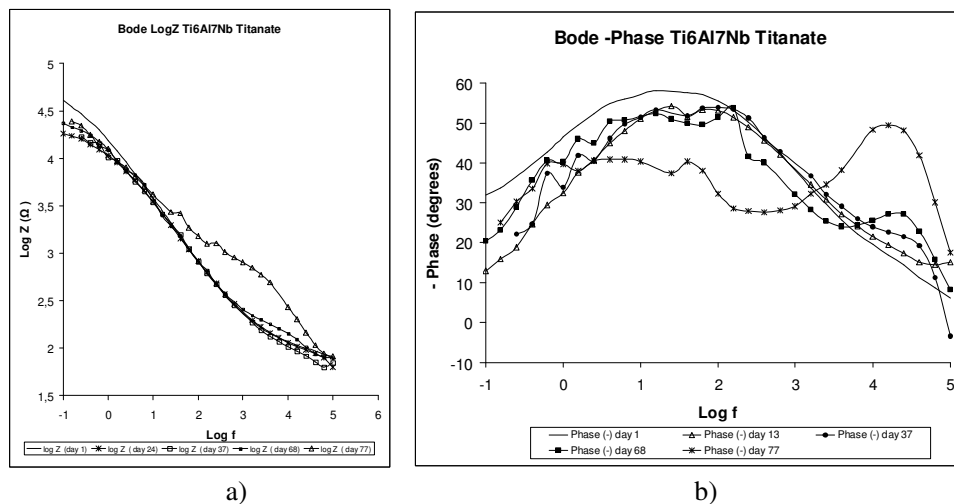 Bode LogZ Ti6Al7Nb Titanate
5
4,5
4
3,5
3
2,5
2
1,5
-1 0 1 2 3 4 5 6
Log Z (Ω)
Log f
log Z (day 1) log Z (day 24) log Z (day 37) log Z (day 68) log Z (day 77)
a)
Bode -Phase Ti6Al7Nb Titanate
60
50
40
30
20
10
0
-10
-1 0 1 2 3 4 5
- Phase (degrees)
Log f
Phase (-) day 1 Phase (-) day 13 Phase (-) day 37
Phase (-) day 68 Phase (-) day 77
b)